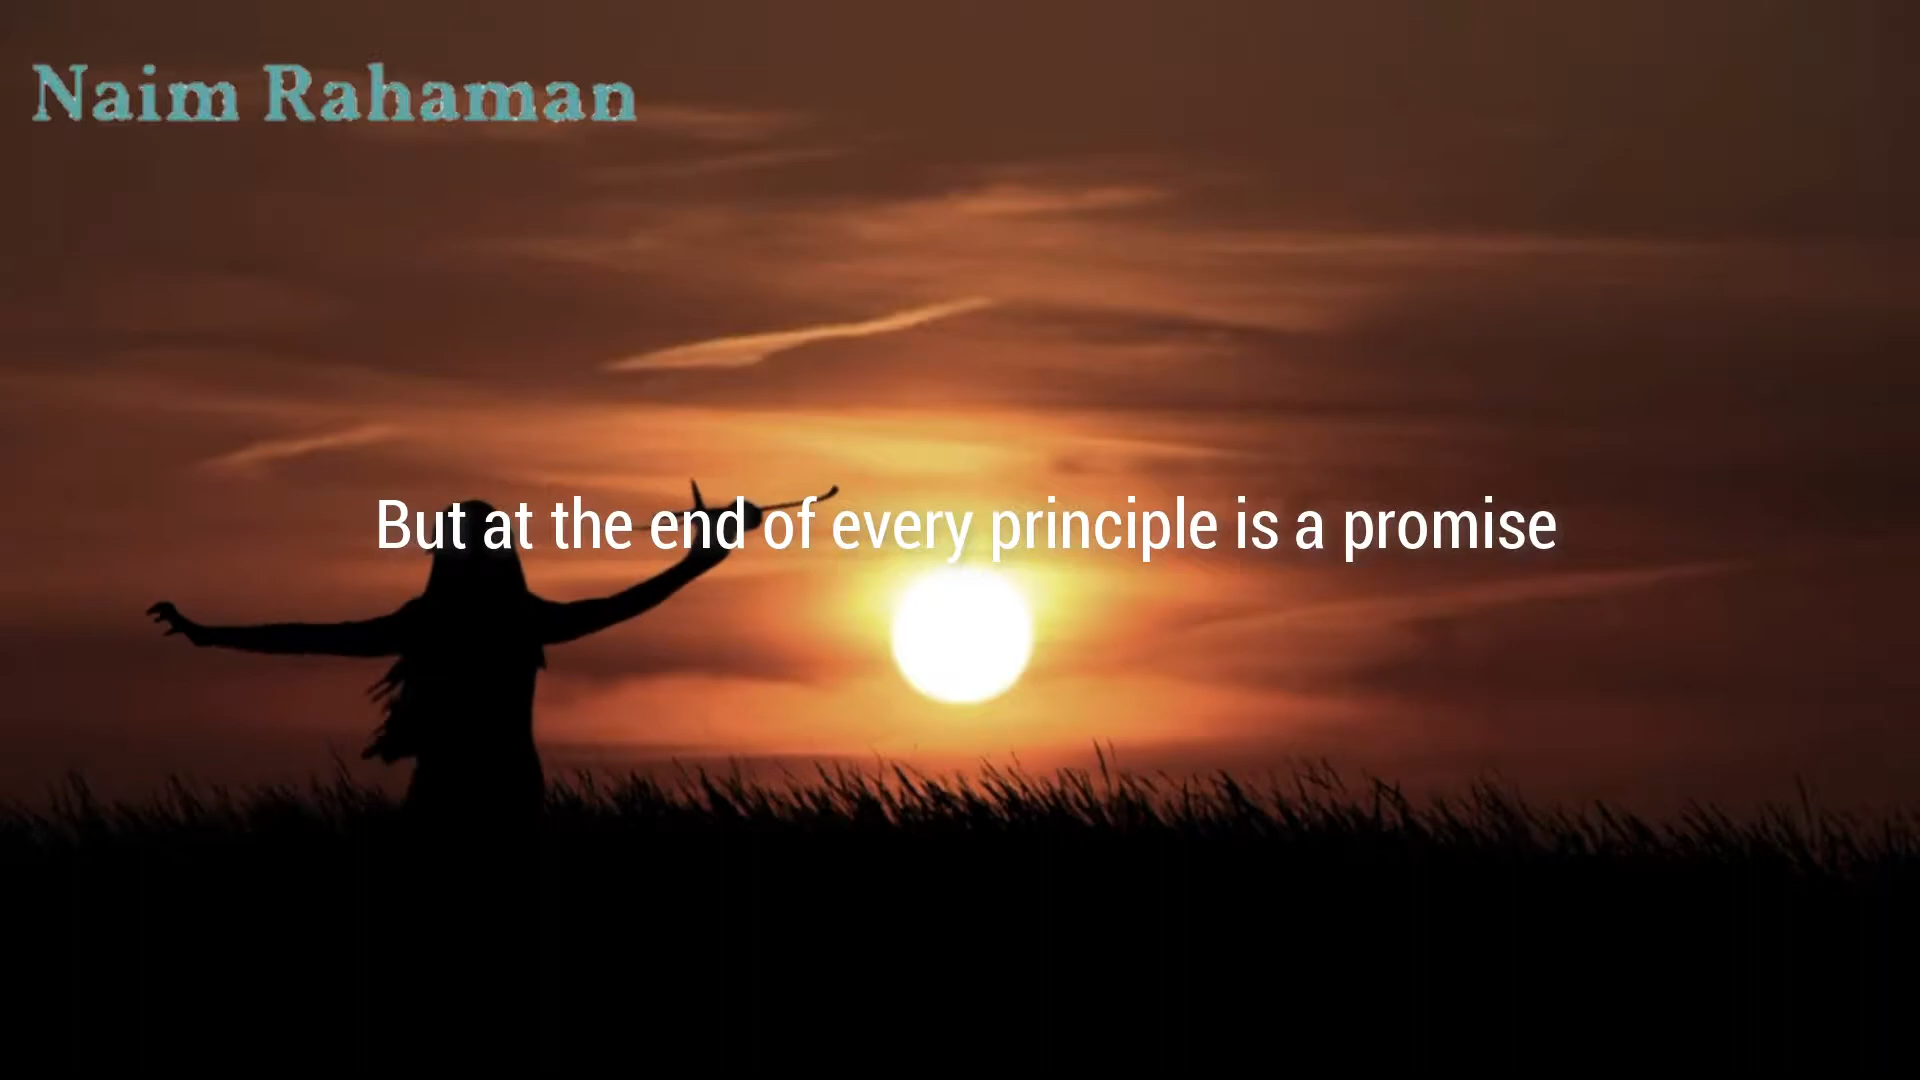 Naim Rahaman
But at the end of every principle is a promise